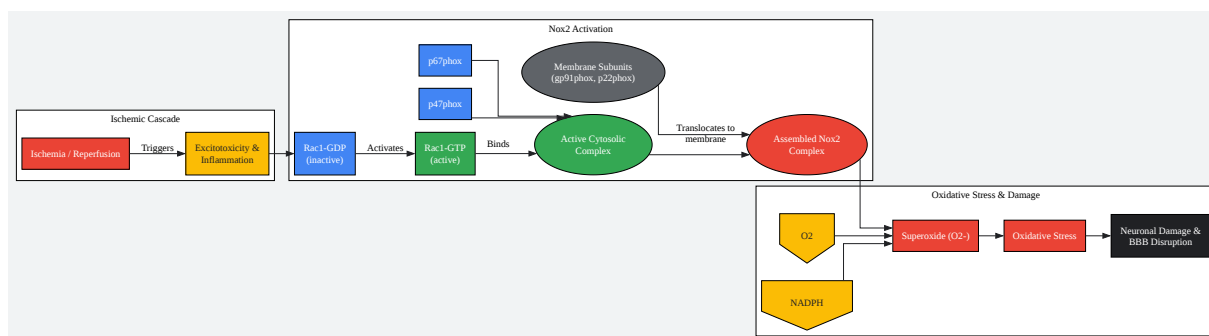 Nox2 Activation
p67phox
Membrane Subunits
(gp91phox, p22phox)
p47phox
Ischemic Cascade
Ischemia / Reperfusion
Triggers
Excitotoxicity &
Inflammation
Rac1-GDP
(inactive)
Activates
Rac1-GTP
(active)
Binds
Active Cytosolic
Complex
Translocates to
membrane
Assembled Nox2
Complex
Oxidative Stress & Damage
O2
Superoxide (O2-)
Oxidative Stress
Neuronal Damage &
BBB Disruption
NADPH